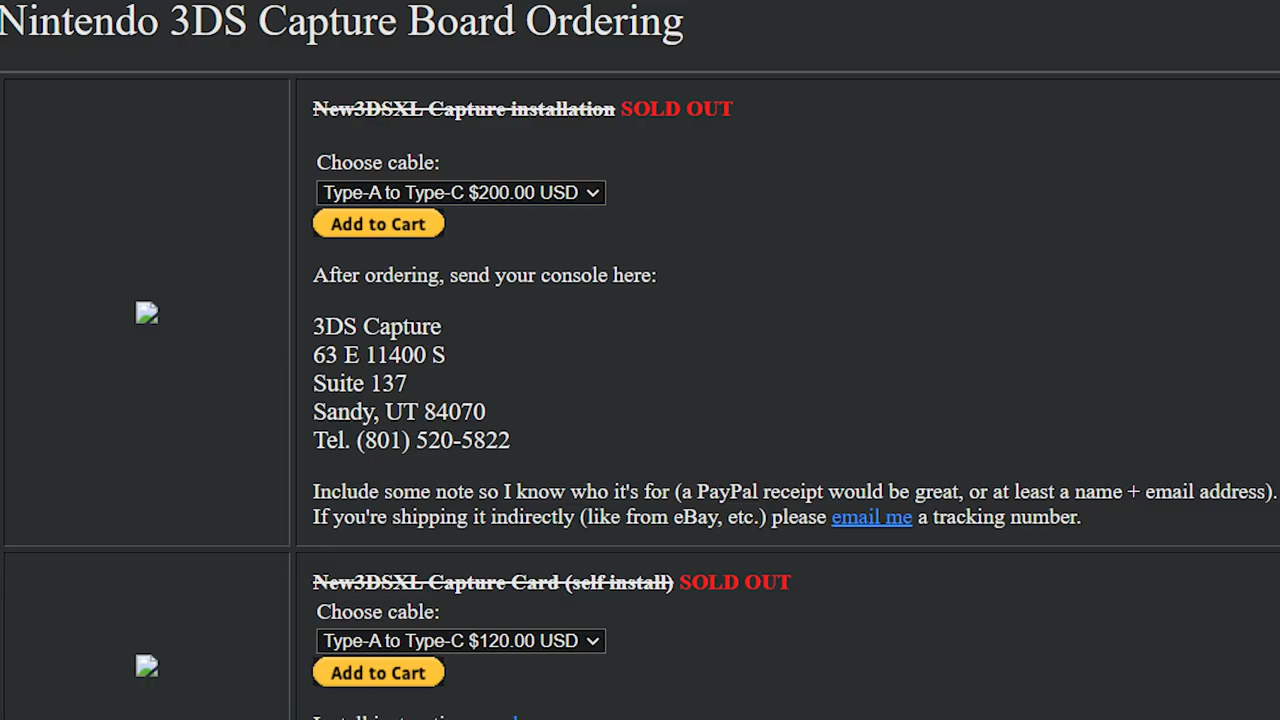 Nintendo 3DS Capture Board Ordering
New3DSXL Capture installation SOLD OUT
Choose cable:
Type-A to Type-C $200.00 USD
Add to Cart
After ordering, send your console here:
3DS Capture
63 E 11400 S
Suite 137
Sandy, UT 84070
Tel. (801) 520-5822
Include some note so I know who it's for (a PayPal receipt would be great, or at least a name + email address).
If you're shipping it indirectly (like from eBay, etc.) please email me a tracking number.
New3DSXL Capture Card (self install) SOLD OUT
Choose cable:
Type-A to Type-C $120.00 USD
Add to Cart